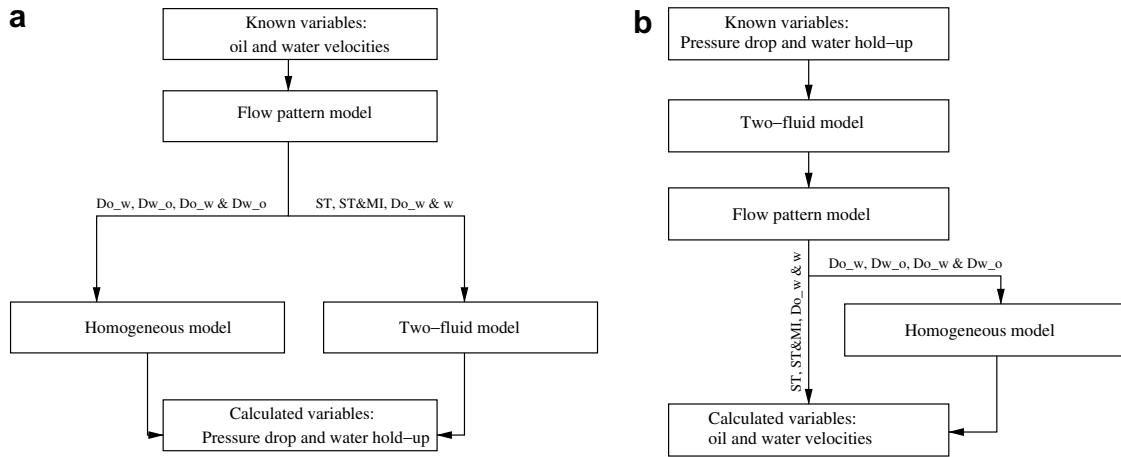 a
Known variables:
oil and water velocities
Flow pattern model
Do_w, Dw_o, Do_w & Dw_o
ST, ST&MI, Do_w & w
Homogeneous model
Two−fluid model
Calculated variables:
Pressure drop and water hold−up
b
Known variables:
Pressure drop and water hold−up
Two−fluid model
Flow pattern model
Do_w, Dw_o, Do_w & Dw_o
ST, ST&MI, Do_w & w
Homogeneous model
Calculated variables:
oil and water velocities